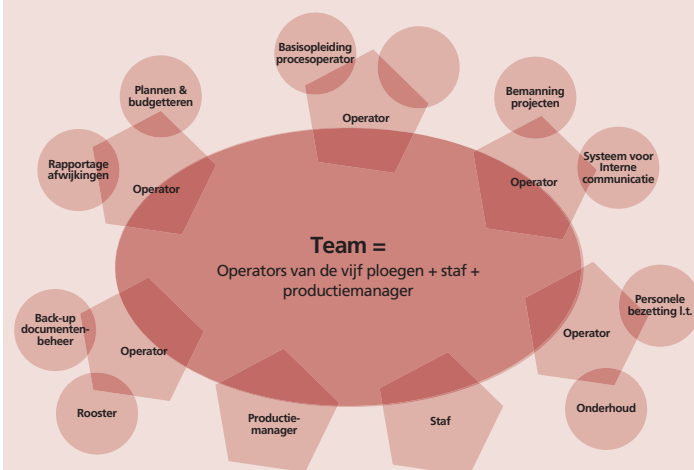 Basisopleiding
procesoperator
Operator
Plannen &
budgetteren
Rapportage
afwijkingen
Operator
Bemanning
projecten
Systeem voor
Interne
communicatie
Operator
Team =
Operators van de vijf ploegen + staf +
productiemanager
Back-up
documenten-
beheer
Operator
Rooster
Productie-
manager
Staf
Personele
bezetting l.t.
Operator
Onderhoud